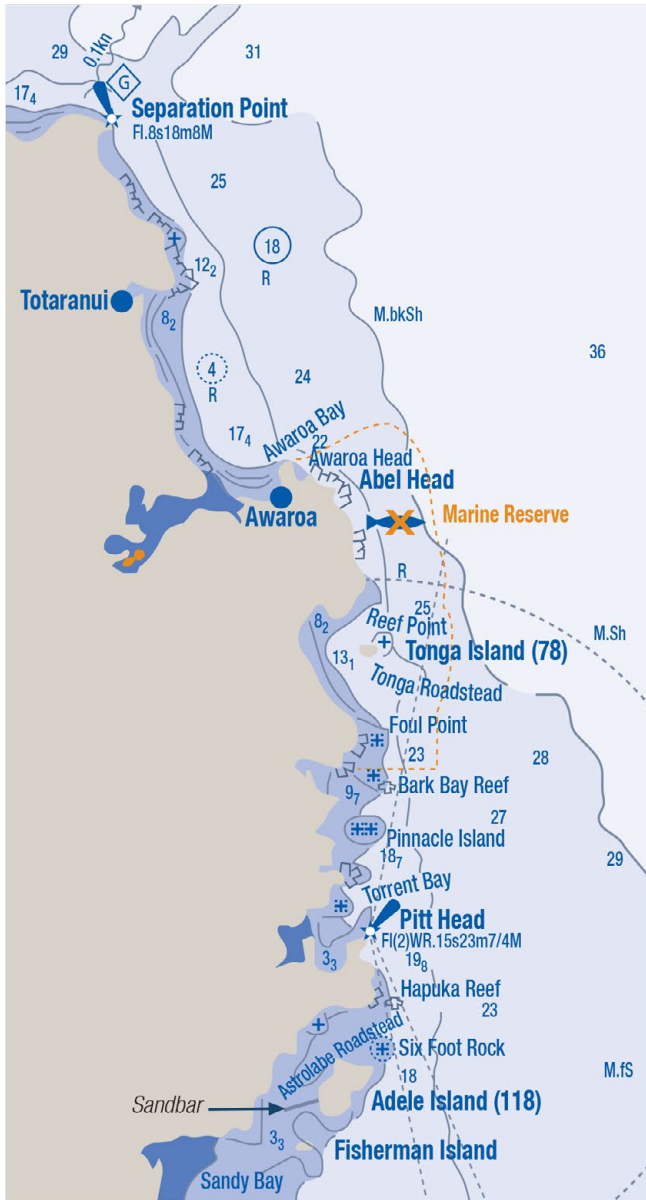 29
0.1kn
31
G
17₄
Separation Point
Fl.8s18m8M
25
18
R
12₂
Totaranui
8₂
M.bkSh
36
4
R
24
17₄
Awaroa Bay
22
Awaroa Head
Abel Head
Awaroa
Marine Reserve
R
25
8₂
Reef Point
M.Sh
13₁
Tonga Island (78)
Tonga Roadstead
Foul Point
23
28
9₇
Bark Bay Reef
27
Pinnacle Island
18₇
29
Torrent Bay
Pitt Head
Fl(2)WR.15s23m7/4M
3₃
19₈
Hapuka Reef
23
Astrolabe Roadstead
Six Foot Rock
18
M.fS
Sandbar
Adele Island (118)
3₃
Fisherman Island
Sandy Bay